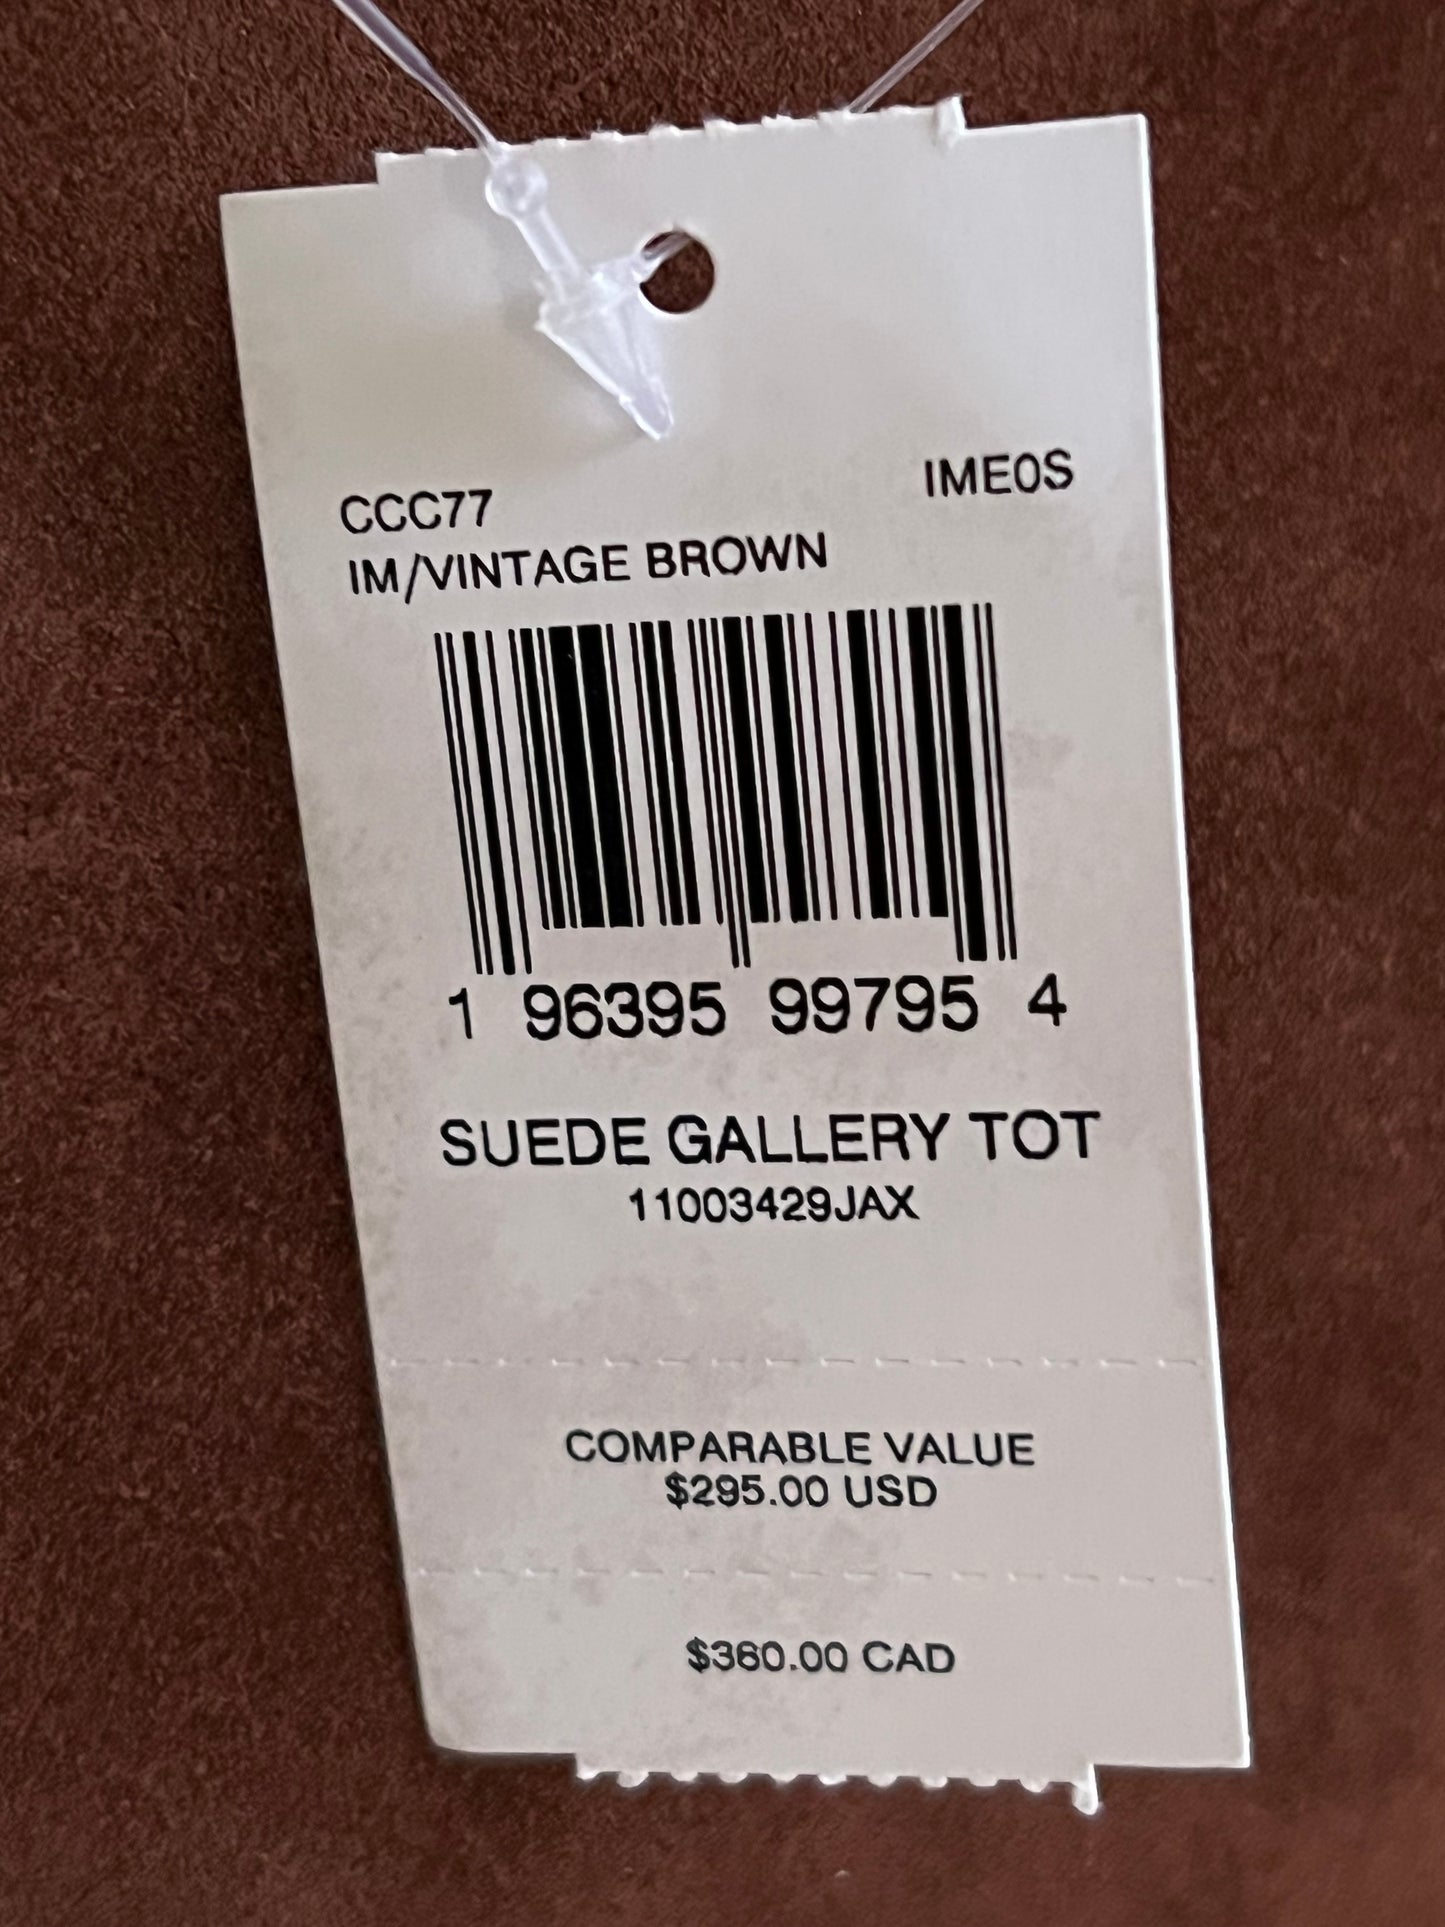 CCC77 IME0S
IM/VINTAGE BROWN
1 96395 99795 4
SUEDE GALLERY TOT
11003429JAX
COMPARABLE VALUE
$295.00 USD
$360.00 CAD